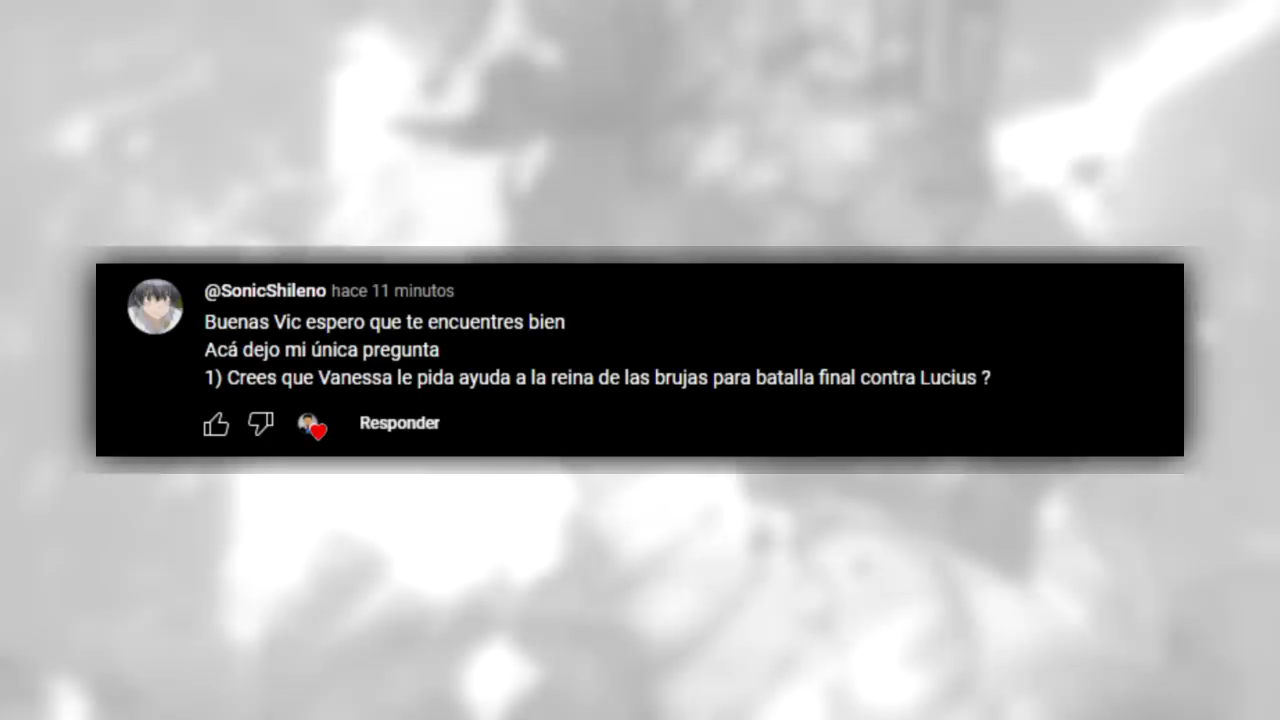 @SonicShileno hace 11 minutos
Buenas Vic espero que te encuentres bien
Acá dejo mi única pregunta
1) Crees que Vanessa le pida ayuda a la reina de las brujas para batalla final contra Lucius ?
Responder